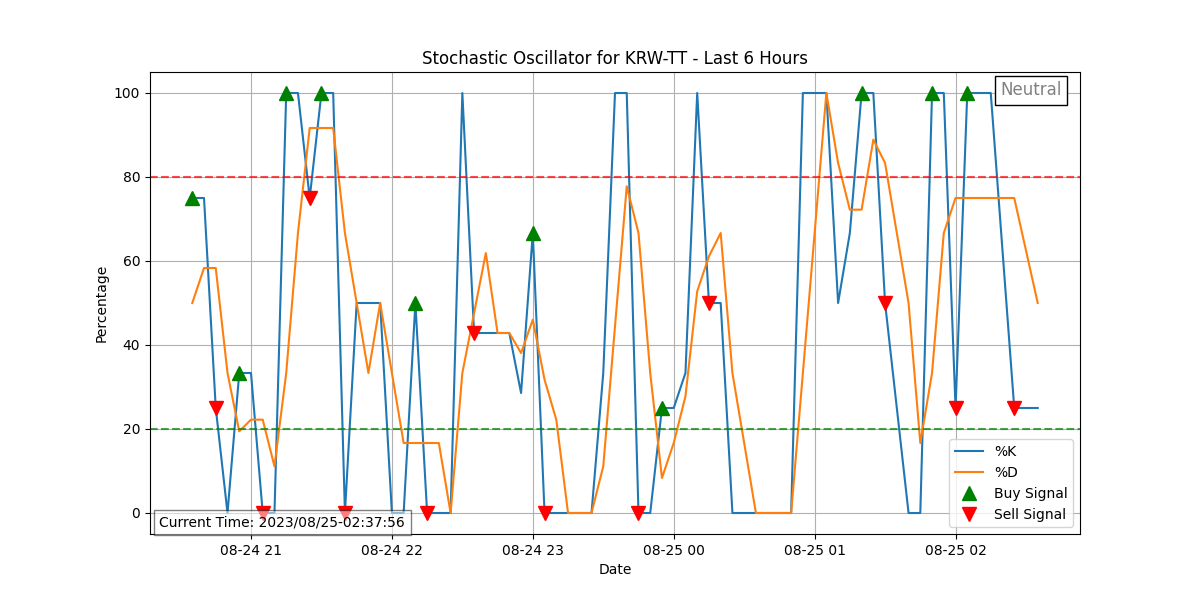 Stochastic Oscillator for KRW-TT - Last 6 Hours
Neutral
100
80
60
40
20
0
Percentage
%K
%D
Buy Signal
Sell Signal
Current Time: 2023/08/25-02:37:56
08-24 21
08-24 22
08-24 23
08-25 00
08-25 01
08-25 02
Date